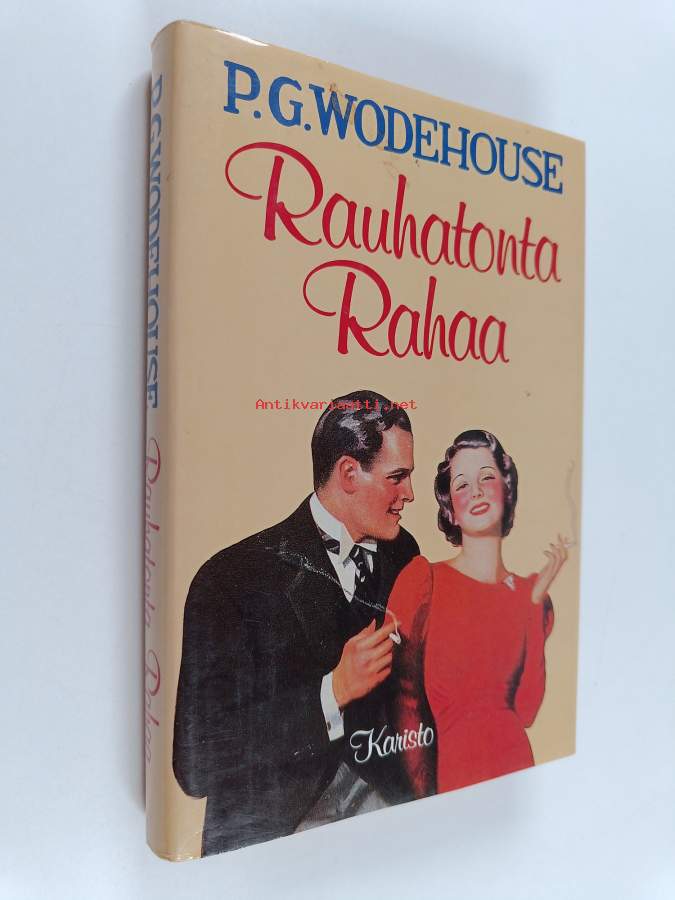 P.G.WODEHOUSE
Rauhatonta
Rahaa
Antikvariaatti.net
Karisto
P.G.WODEHOUSE Rauhatonta Rahaa